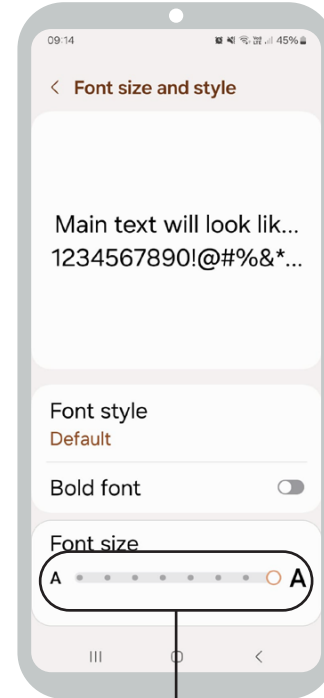 09:14 45%
< Font size and style
Main text will look lik...
1234567890!@#%&*...
Font style
Default
Bold font
Font size
A A